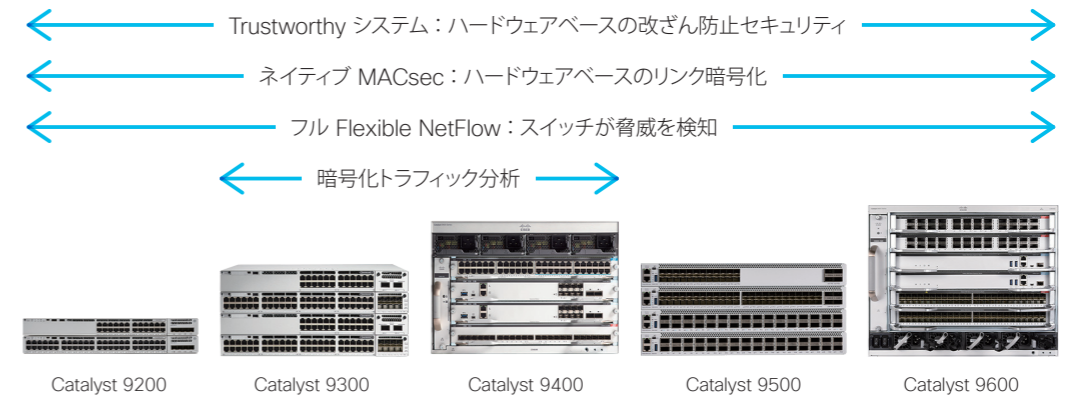 Trustworthy システム：ハードウェアベースの改ざん防止セキュリティ
ネイティブ MACsec：ハードウェアベースのリンク暗号化
フル Flexible NetFlow：スイッチが脅威を検知
暗号化トラフィック分析
Catalyst 9200
Catalyst 9300
Catalyst 9400
Catalyst 9500
Catalyst 9600